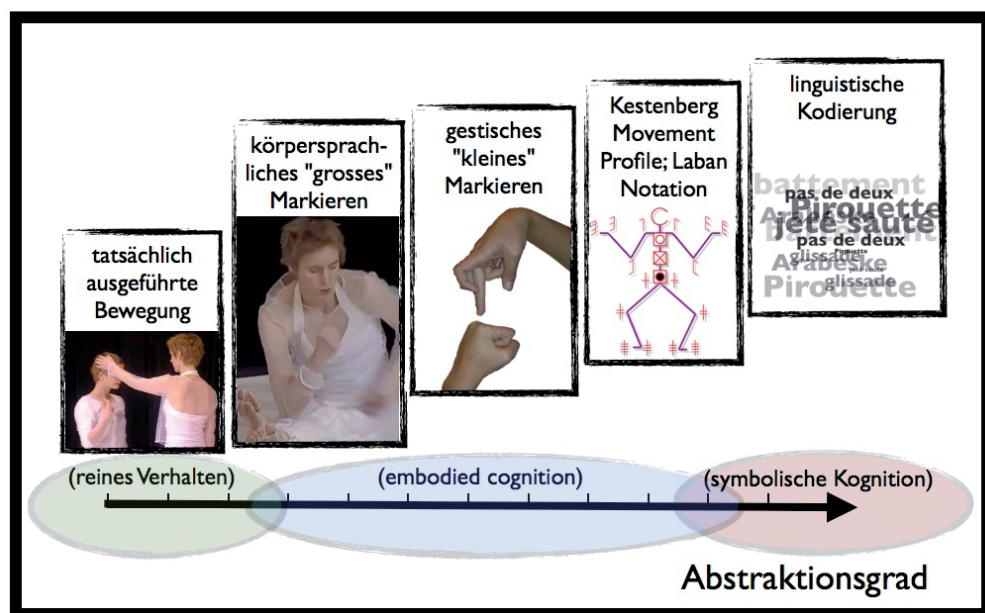 tatsächlich
ausgeführte
Bewegung
körpersprach-
liches "grosses"
Markieren
gestisches
"kleines"
Markieren
Kestenberg
Movement
Profile; Laban
Notation
linguistische
Kodierung
battement
pas de deux
Pirouette
jeté sauté
pas de deux
glissade
Arabeske
glissade
Pirouette
(reines Verhalten)
(embodied cognition)
(symbolische Kognition)
Abstraktionsgrad